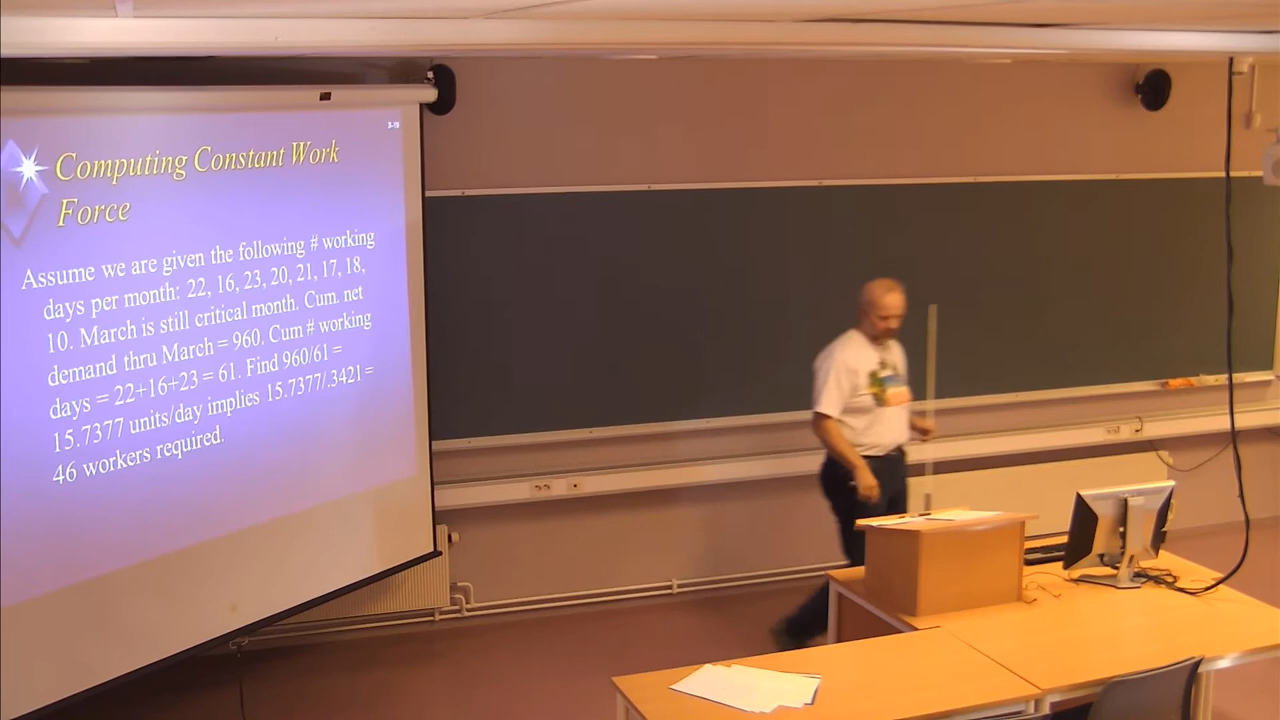 3-19
Computing Constant Work
Force
Assume we are given the following # working
days per month: 22, 16, 23, 20, 21, 17, 18,
10. March is still critical month. Cum. net
demand thru March = 960. Cum # working
days = 22+16+23 = 61. Find 960/61 =
15.7377 units/day implies 15.7377/.3421 =
46 workers required.